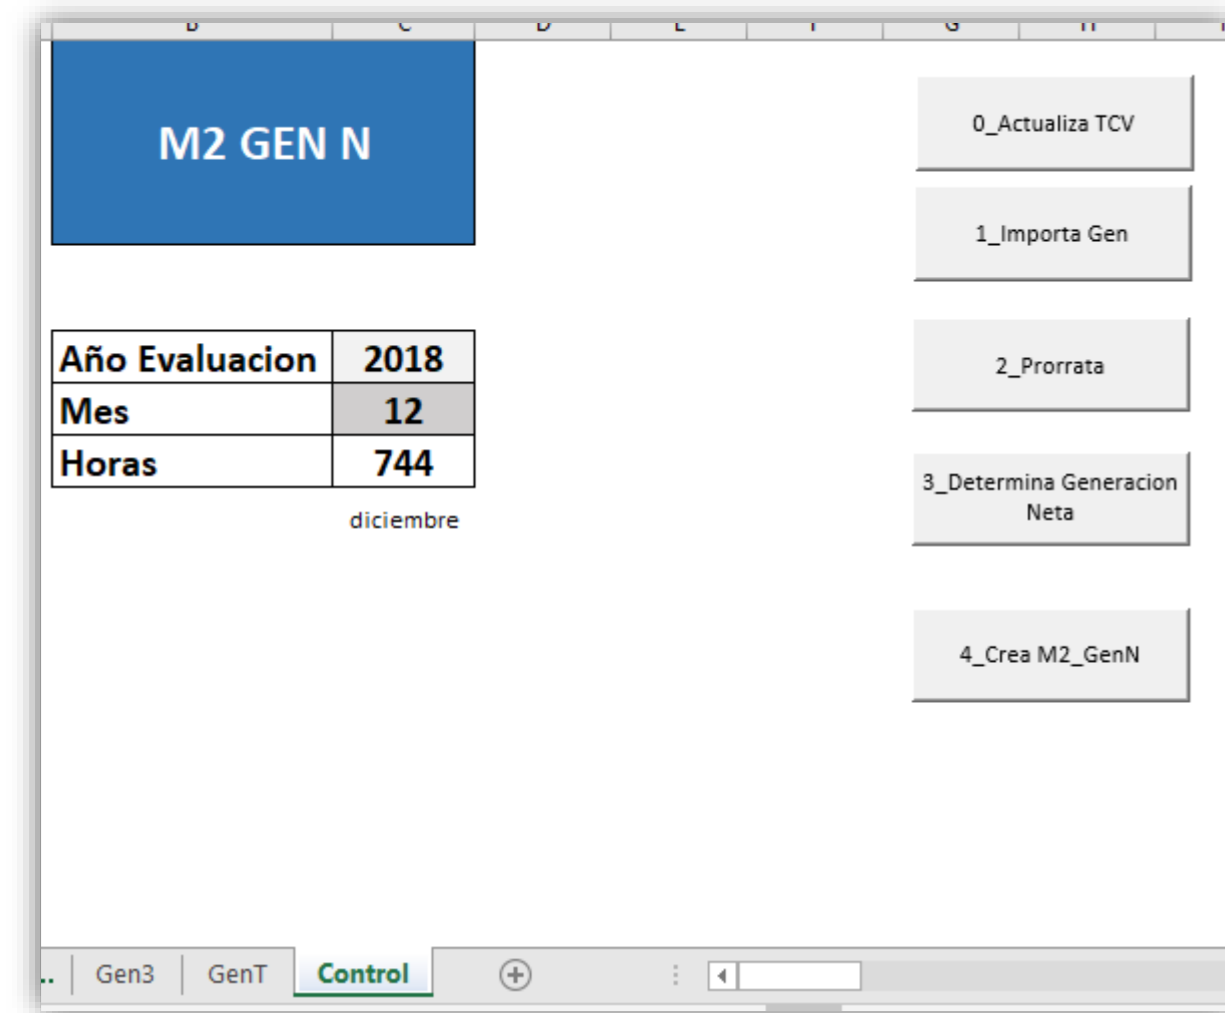 B C D E F G H
M2 GEN N
0_Actualiza TCV
1_Importa Gen
Año Evaluacion 2018
2_Prorrata
Mes 12
Horas 744
3_Determina Generacion
Neta
diciembre
4_Crea M2_GenN
.. Gen3 GenT Control